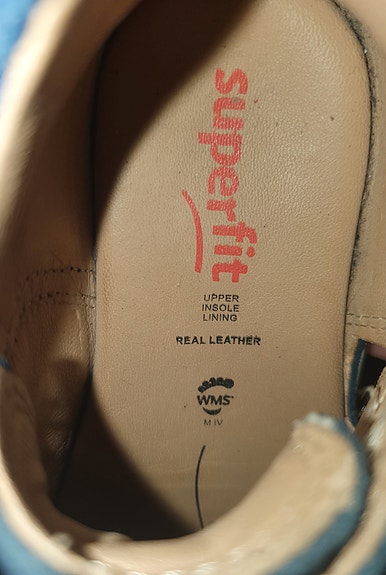 superfit
UPPER
INSOLE
LINING
REAL LEATHER
WMS
M IV